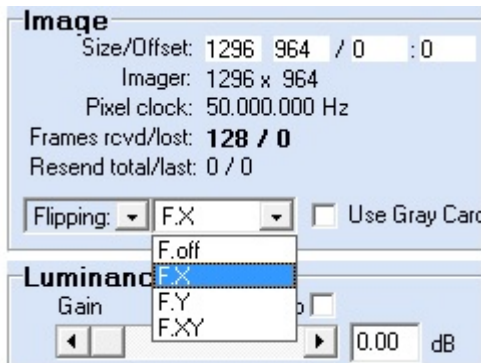 Image
Size/Offset: 1296 964 / 0 : 0
Imager: 1296 x 964
Pixel clock: 50.000.000 Hz
Frames rcvd/lost: 128 / 0
Resend total/last: 0 / 0
Flipping: F.X Use Gray Card
F.off
F.X
F.Y
F.XY
Luminanc
Gain
0.00 dB